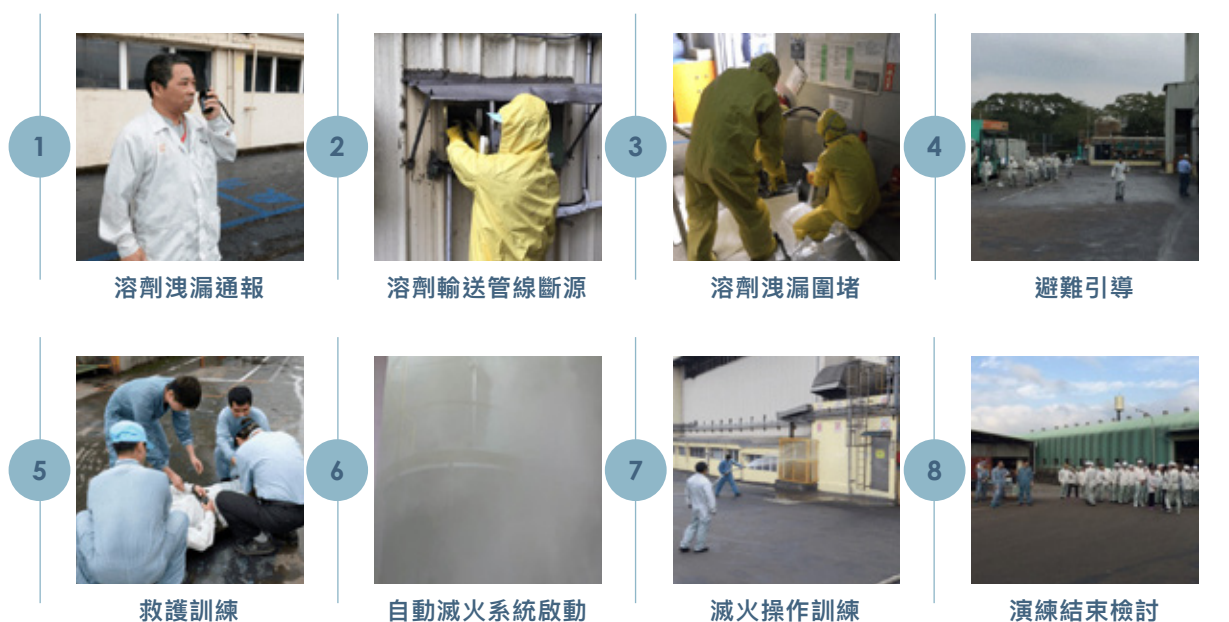 1
2
3
4
溶劑洩漏通報
溶劑輸送管線斷源
溶劑洩漏圍堵
避難引導
5
6
7
8
救護訓練
自動滅火系統啟動
滅火操作訓練
演練結束檢討